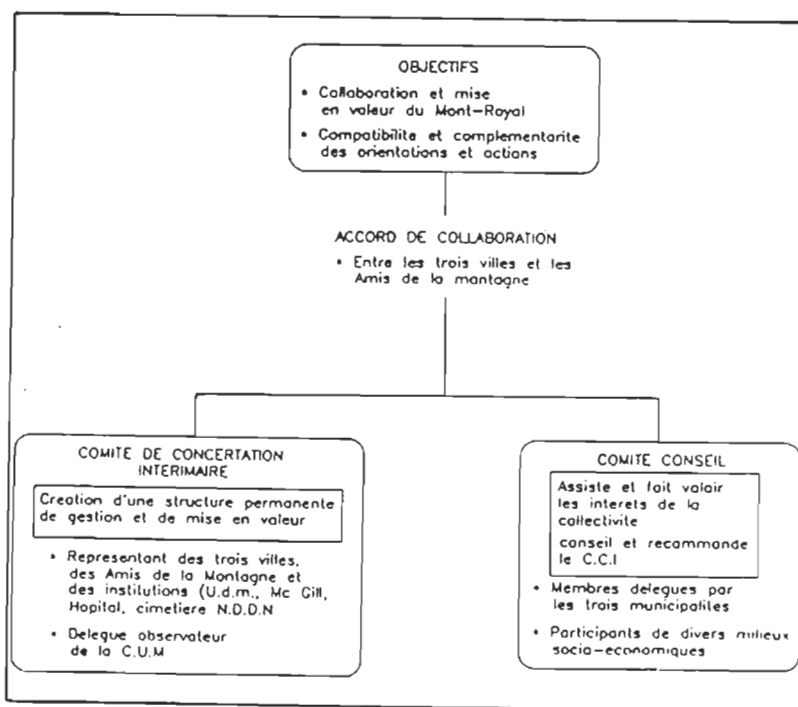 OBJECTIFS
• Collaboration et mise
en valeur du Mont-Royal
• Compatibilite et complementarite
des orientations et actions
ACCORD DE COLLABORATION
• Entre les trois villes et les
Amis de la montagne
COMITE DE CONCERTATION
INTERIMAIRE
Creation d'une structure permanente
de gestion et de mise en valeur
• Representant des trois villes,
des Amis de la Montagne et
des institutions (U.d.m., Mc Gill,
Hopital, cimetiere N.D.D.N
• Delegue observateur
de la C.U.M
COMITE CONSEIL
Assiste et fait valoir
les interets de la
collectivite
conseil et recommande
le C.C.I
• Membres delegues par
les trois municipalites
• Participants de divers milieux
socio-economiques